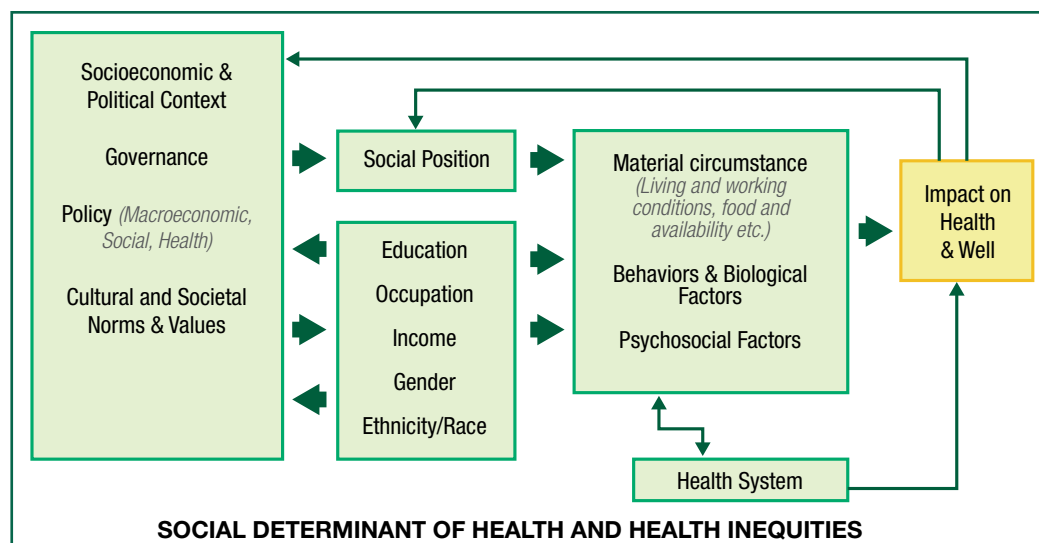 Socioeconomic &
Political Context
Governance
Policy (Macroeconomic,
Social, Health)
Cultural and Societal
Norms & Values
Social Position
Education
Occupation
Income
Gender
Ethnicity/Race
Material circumstance
(Living and working
conditions, food and
availability etc.)
Behaviors & Biological
Factors
Psychosocial Factors
Impact on
Health
& Well
Health System
SOCIAL DETERMINANT OF HEALTH AND HEALTH INEQUITIES